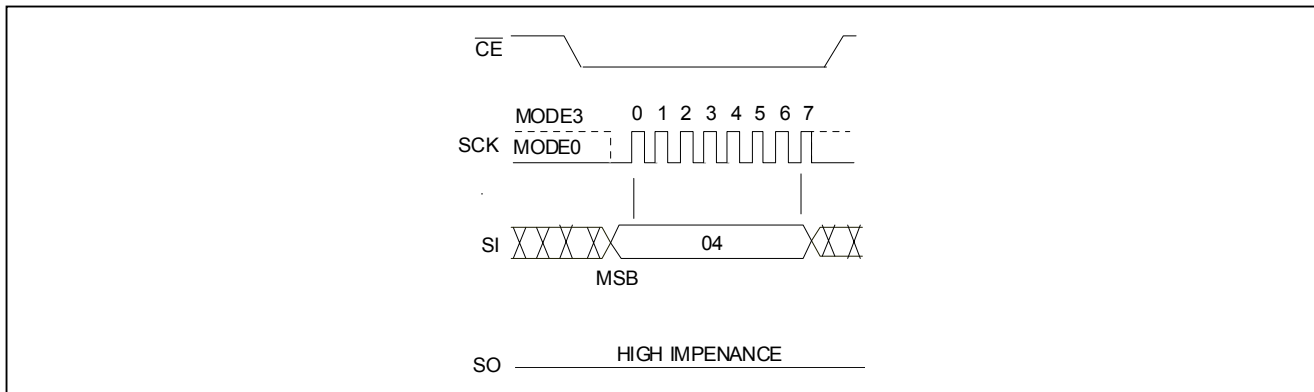 CE
MODE3 0 1 2 3 4 5 6 7
SCK MODE0
SI 04
MSB
SO HIGH IMPENANCE